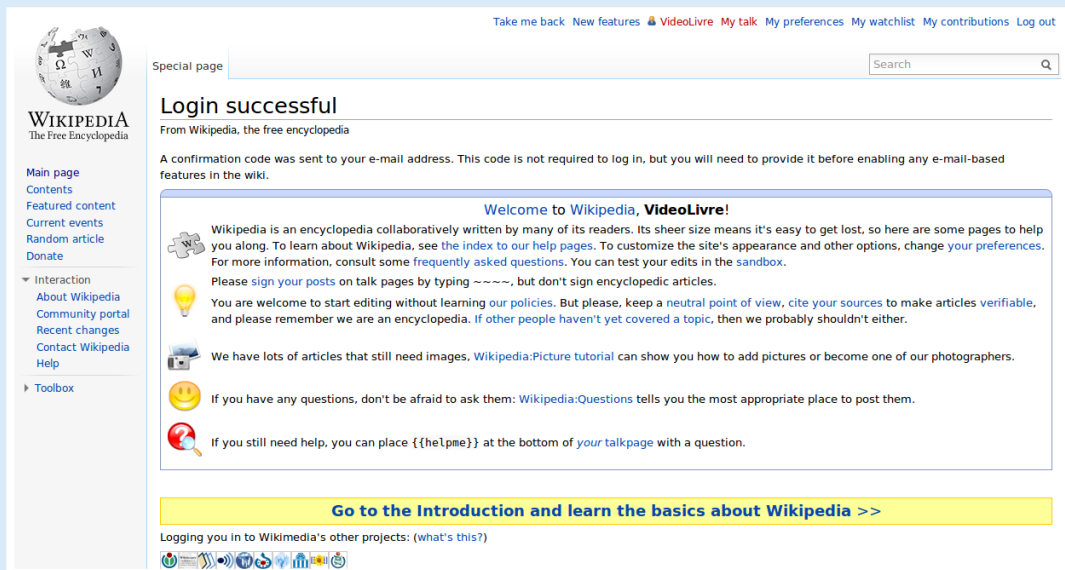 Take me back New features VideoLivre My talk My preferences My watchlist My contributions Log out
Special page
Search
WIKIPEDIA
The Free Encyclopedia
Main page
Contents
Featured content
Current events
Random article
Donate
Interaction
About Wikipedia
Community portal
Recent changes
Contact Wikipedia
Help
Toolbox
Login successful
From Wikipedia, the free encyclopedia
A confirmation code was sent to your e-mail address. This code is not required to log in, but you will need to provide it before enabling any e-mail-based
features in the wiki.
Welcome to Wikipedia, VideoLivre!
Wikipedia is an encyclopedia collaboratively written by many of its readers. Its sheer size means it's easy to get lost, so here are some pages to help
you along. To learn about Wikipedia, see the index to our help pages. To customize the site's appearance and other options, change your preferences.
For more information, consult some frequently asked questions. You can test your edits in the sandbox.
Please sign your posts on talk pages by typing ~~~~, but don't sign encyclopedic articles.
You are welcome to start editing without learning our policies. But please, keep a neutral point of view, cite your sources to make articles verifiable,
and please remember we are an encyclopedia. If other people haven't yet covered a topic, then we probably shouldn't either.
We have lots of articles that still need images, Wikipedia:Picture tutorial can show you how to add pictures or become one of our photographers.
If you have any questions, don't be afraid to ask them: Wikipedia:Questions tells you the most appropriate place to post them.
If you still need help, you can place {{helpme}} at the bottom of your talkpage with a question.
Go to the Introduction and learn the basics about Wikipedia >>
Logging you in to Wikimedia's other projects: (what's this?)